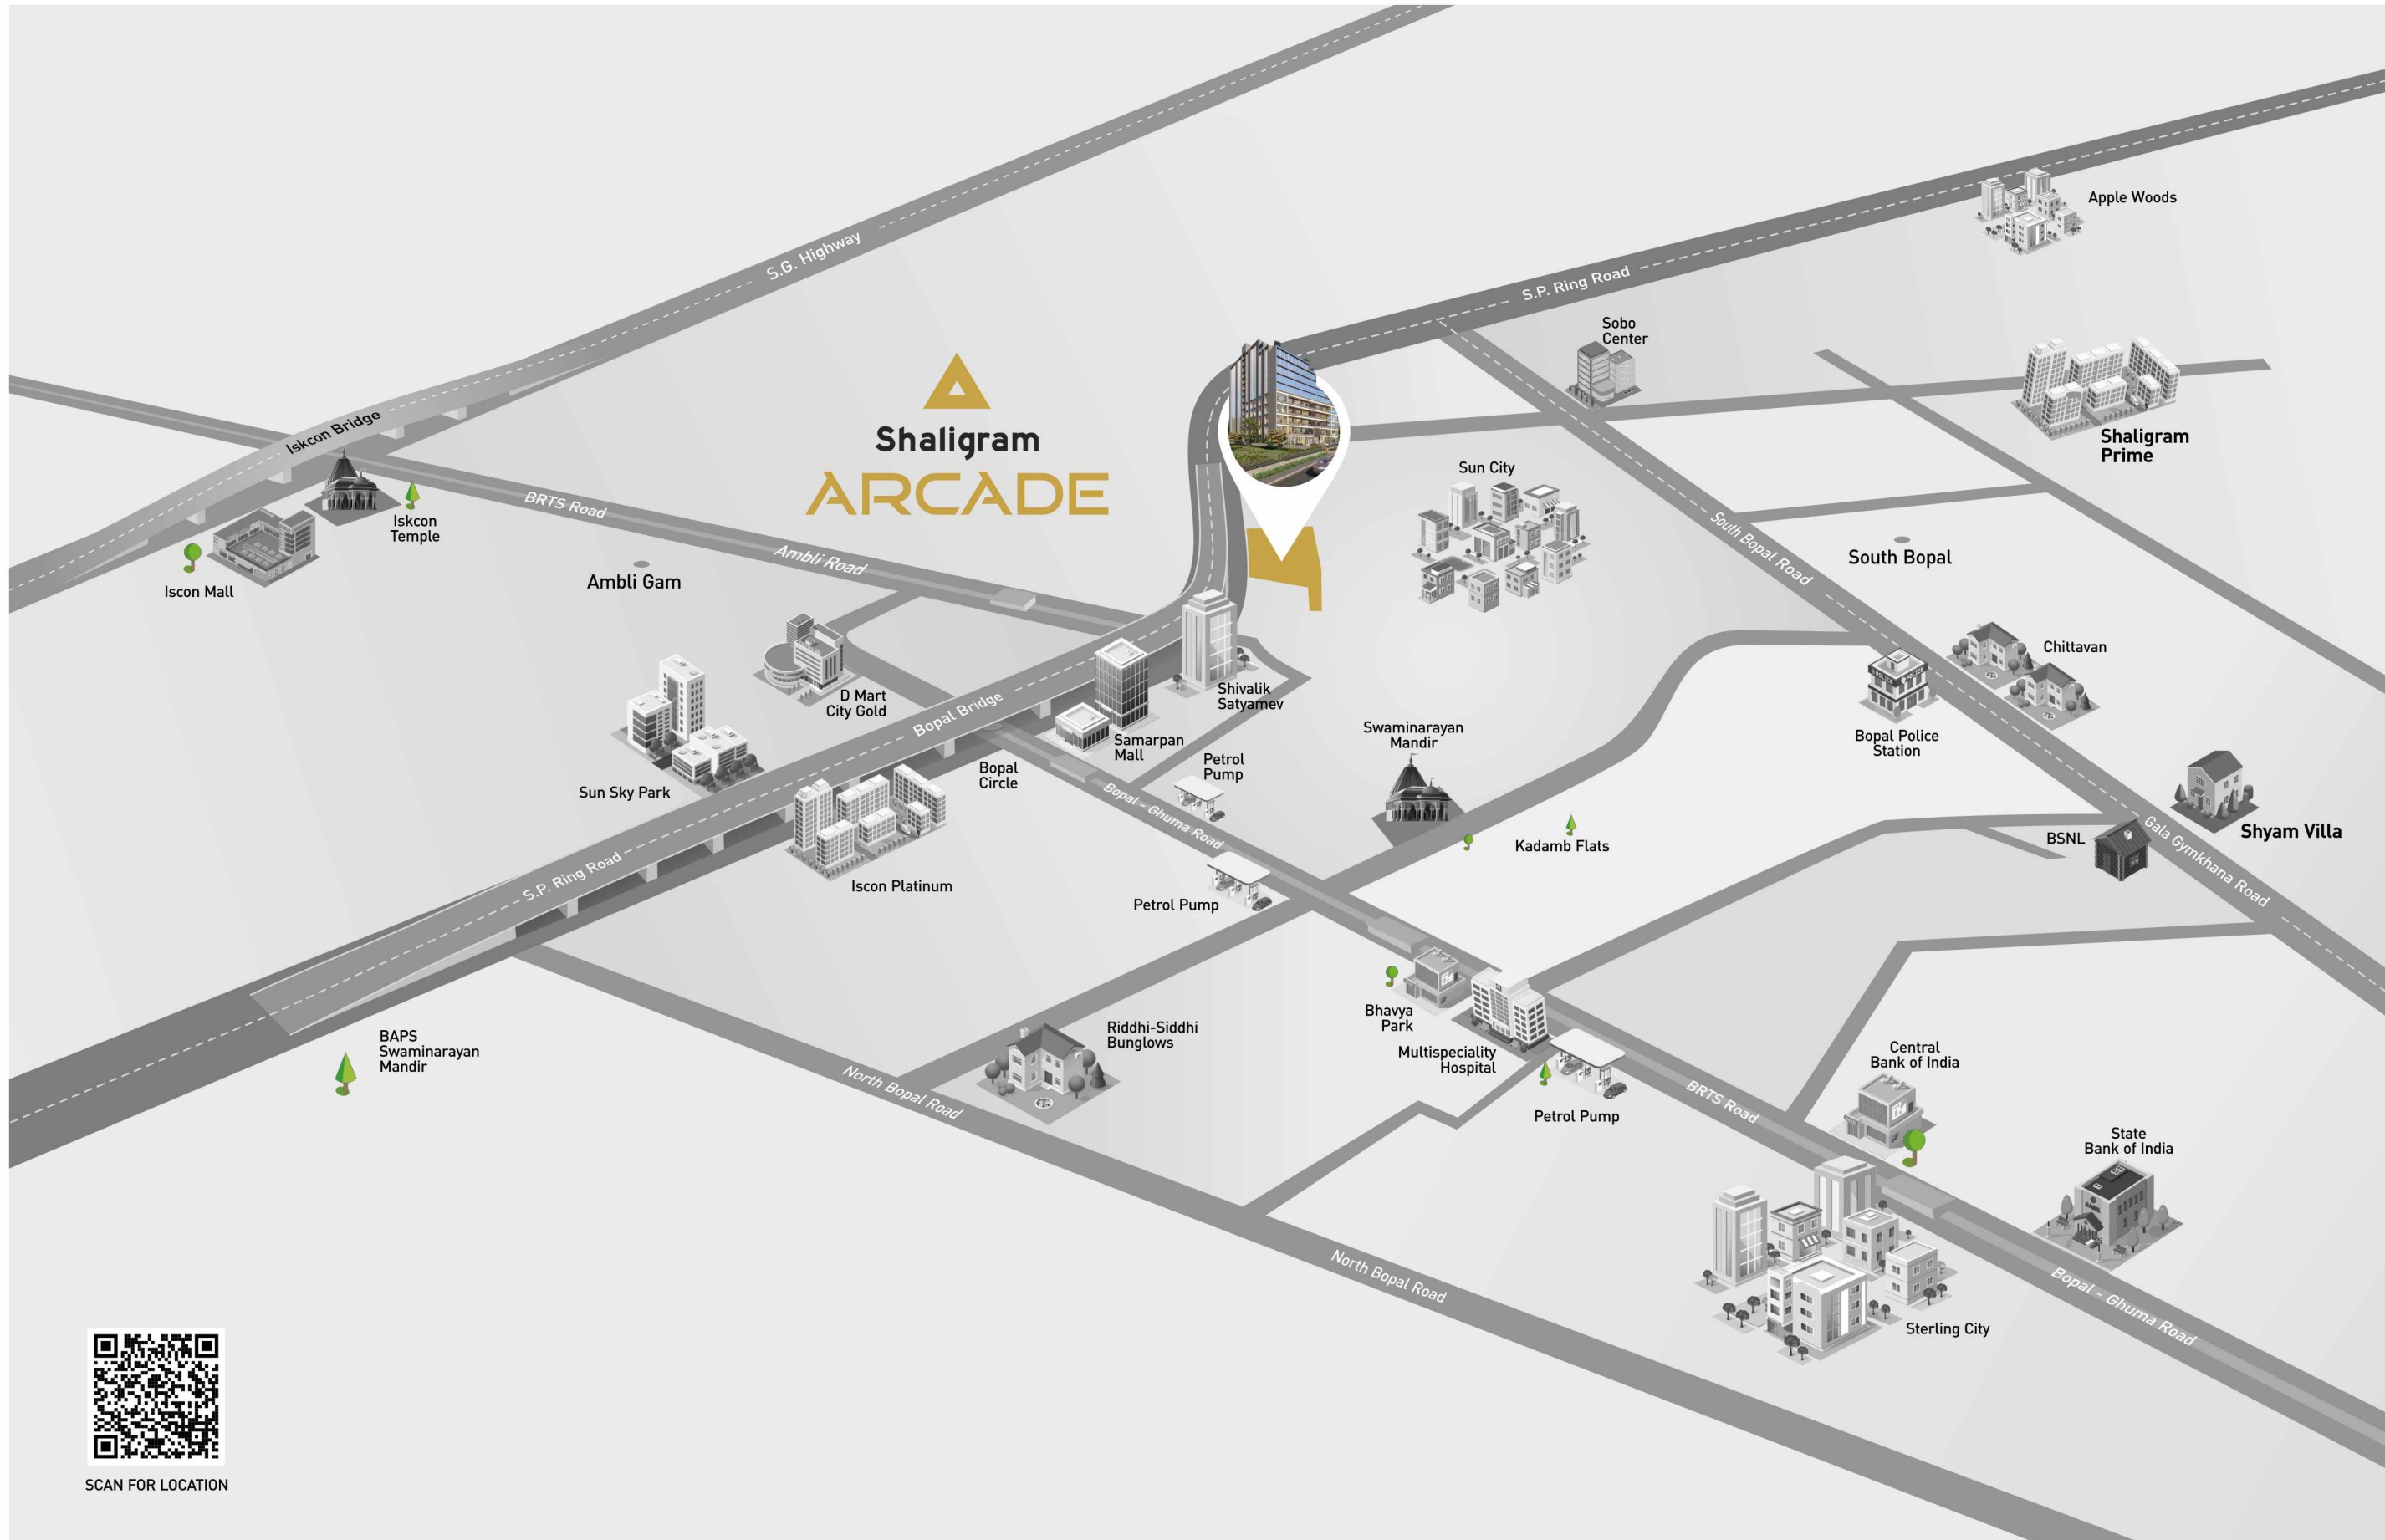 S.G. Highway
Apple Woods
S.P. Ring Road
Sobo
Center
Iskcon Bridge
Shaligram
ARCADE
Shaligram
Prime
Sun City
BRTS Road
Iskcon
Temple
Ambli Road
South Bopal Road
South Bopal
Iscon Mall
Ambli Gam
Chittavan
D Mart
City Gold
Shivalik
Satyamev
Bopal Bridge
Swaminarayan
Mandir
Bopal Police
Station
Samarpan
Mall
Petrol
Pump
Bopal
Circle
Sun Sky Park
Bopal - Ghuma Road
Kadamb Flats
BSNL
Gala Gymkhana Road
Shyam Villa
S.P. Ring Road
Iscon Platinum
Petrol Pump
BAPS
Swaminarayan
Mandir
Riddhi-Siddhi
Bunglows
Bhavya
Park
Multispeciality
Hospital
Central
Bank of India
North Bopal Road
Petrol Pump
BRTS Road
State
Bank of India
North Bopal Road
Bopal - Ghuma Road
Sterling City
SCAN FOR LOCATION